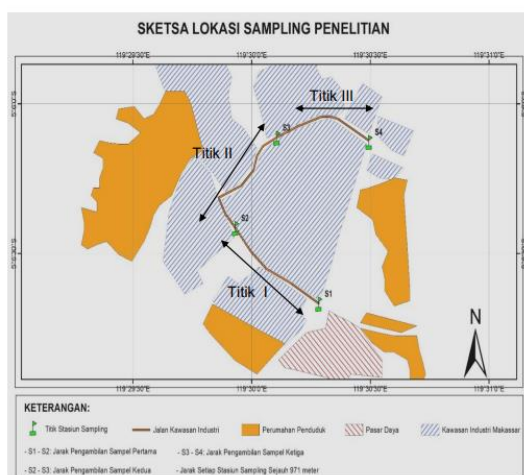 SKETSA LOKASI SAMPLING PENELITIAN
119°29'30"E 119°30'0"E 119°30'30"E 119°31'0"E
Titik III
S3
S4
Titik II
S2
Titik I
S1
N
119°29'30"E 119°30'0"E 119°30'30"E 119°31'0"E
KETERANGAN:
Titik Stasiun Sampling Jalan Kawasan Industri Perumahan Penduduk Pasar Daya Kawasan Industri Makassar
- S1 - S2: Jarak Pengambilan Sampel Pertama - S3 - S4: Jarak Pengambilan Sampel Ketiga
- S2 - S3: Jarak Pengambilan Sampel Kedua - Jarak Setiap Stasiun Sampling Sejauh 971 meter